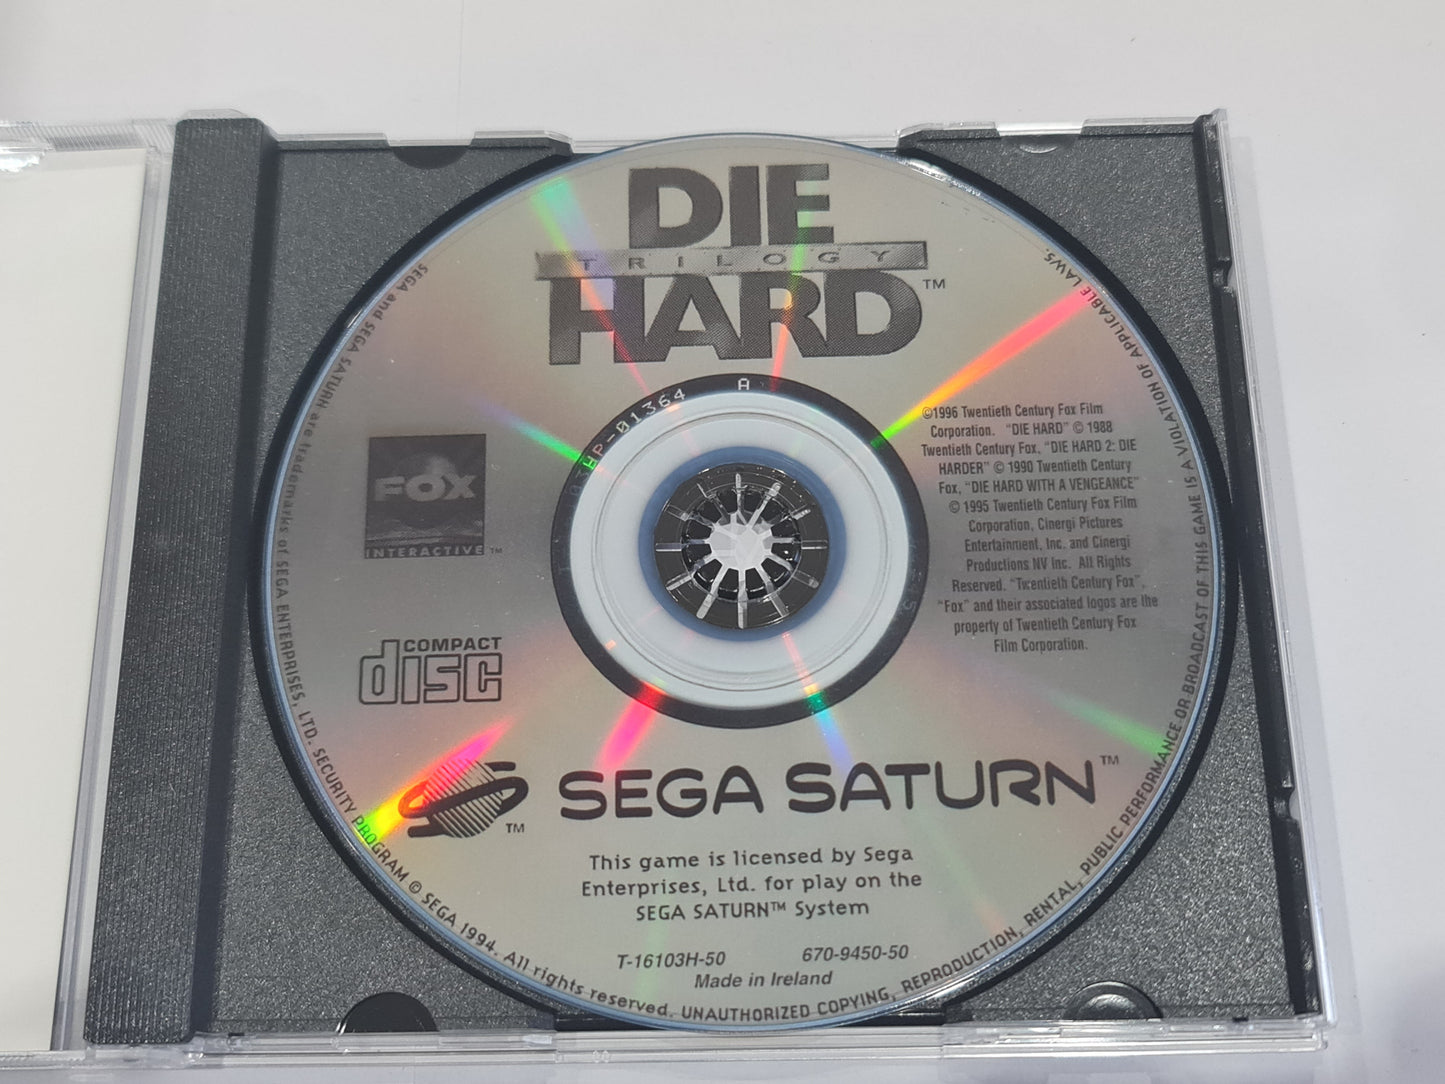 DIE
TRILOGY
HARD™
A
HP-01364
FOX
INTERACTIVE™
COMPACT
disc
©1996 Twentieth Century Fox Film
Corporation. "DIE HARD" © 1988
Twentieth Century Fox, "DIE HARD 2: DIE
HARDER" © 1990 Twentieth Century
Fox, "DIE HARD WITH A VENGEANCE"
© 1995 Twentieth Century Fox Film
Corporation, Cinergi Pictures
Entertainment, Inc. and Cinergi
Productions NV Inc. All Rights
Reserved. "Twentieth Century Fox",
"Fox" and their associated logos are the
property of Twentieth Century Fox
Film Corporation.
SEGA SATURN™
TM
This game is licensed by Sega
Enterprises, Ltd. for play on the
SEGA SATURN™ System
T-16103H-50 670-9450-50
Made in Ireland
SEGA and SEGA SATURN are trademarks of SEGA ENTERPRISES, LTD. SECURITY PROGRAM © SEGA 1994. All rights reserved. UNAUTHORIZED COPYING, REPRODUCTION, RENTAL, PUBLIC PERFORMANCE OR BROADCAST OF THIS GAME IS A VIOLATION OF APPLICABLE LAWS.